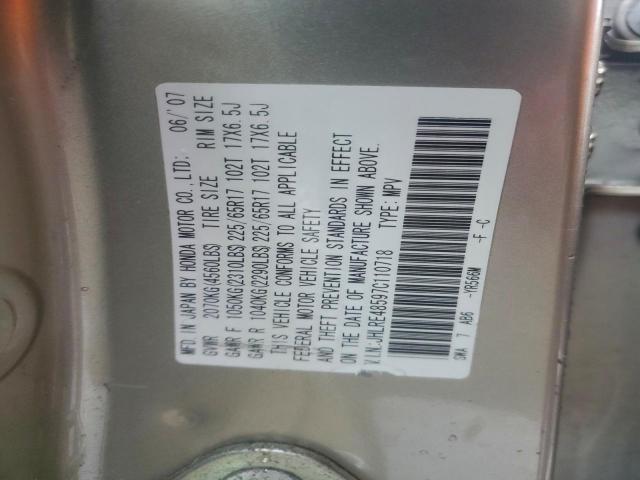 MFD. IN JAPAN BY HONDA MOTOR CO., LTD. 06/'07
GVWR 2070KG(4560LBS) TIRE SIZE RIM SIZE
GAWR F 1050KG(2310LBS) 225/65R17 102T 17X6.5J
GAWR R 1040KG(2290LBS) 225/65R17 102T 17X6.5J
THIS VEHICLE CONFORMS TO ALL APPLICABLE
FEDERAL MOTOR VEHICLE SAFETY
AND THEFT PREVENTION STANDARDS IN EFFECT
ON THE DATE OF MANUFACTURE SHOWN ABOVE.
V.I.N:JHLRE48597C110718 TYPE: MPV
SWA 7 AB6 -YR566M -F -C